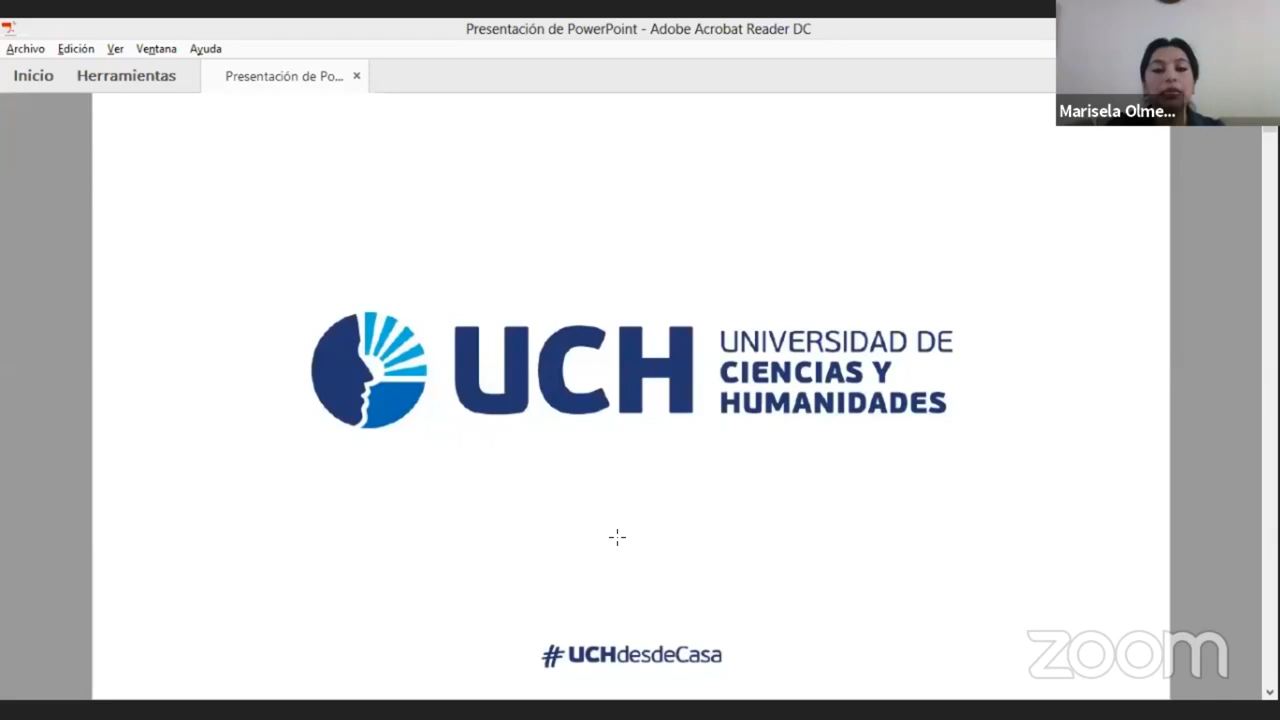 Presentación de PowerPoint - Adobe Acrobat Reader DC
Archivo Edición Ver Ventana Ayuda
Inicio Herramientas Presentación de Po... ×
Marisela Olme...
UCH
UNIVERSIDAD DE
CIENCIAS Y
HUMANIDADES
#UCHdesdeCasa
zoom